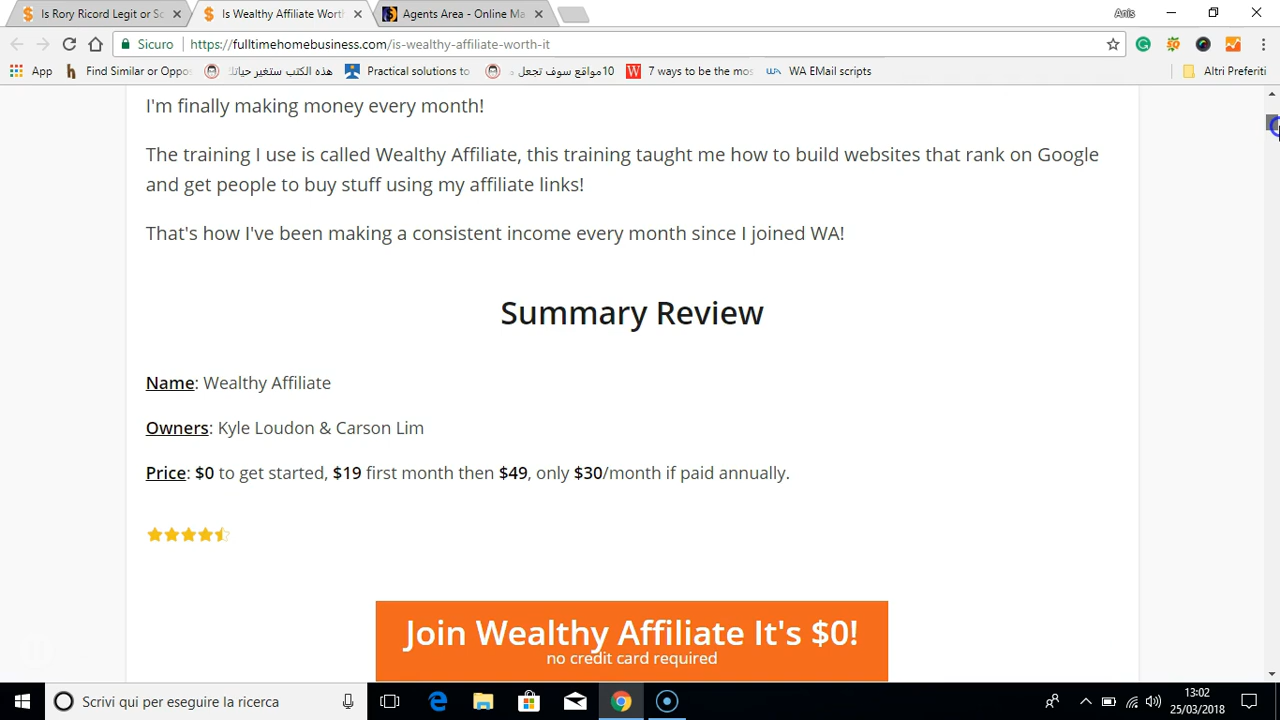 Is Rory Ricord Legit or Sc
Is Wealthy Affiliate Worth
Agents Area - Online Ma
Anis
Sicuro
https://fulltimehomebusiness.com/is-wealthy-affiliate-worth-it
App
Find Similar or Oppos
هذه الكتب ستغير حياتك
Practical solutions to
10مواقع سوف تجعل م
7 ways to be the mos
WA EMail scripts
Altri Preferiti
I'm finally making money every month!
The training I use is called Wealthy Affiliate, this training taught me how to build websites that rank on Google
and get people to buy stuff using my affiliate links!
That's how I've been making a consistent income every month since I joined WA!
Summary Review
Name: Wealthy Affiliate
Owners: Kyle Loudon & Carson Lim
Price: $0 to get started, $19 first month then $49, only $30/month if paid annually.
Join Wealthy Affiliate It's $0!
no credit card required
Scrivi qui per eseguire la ricerca
13:02
25/03/2018